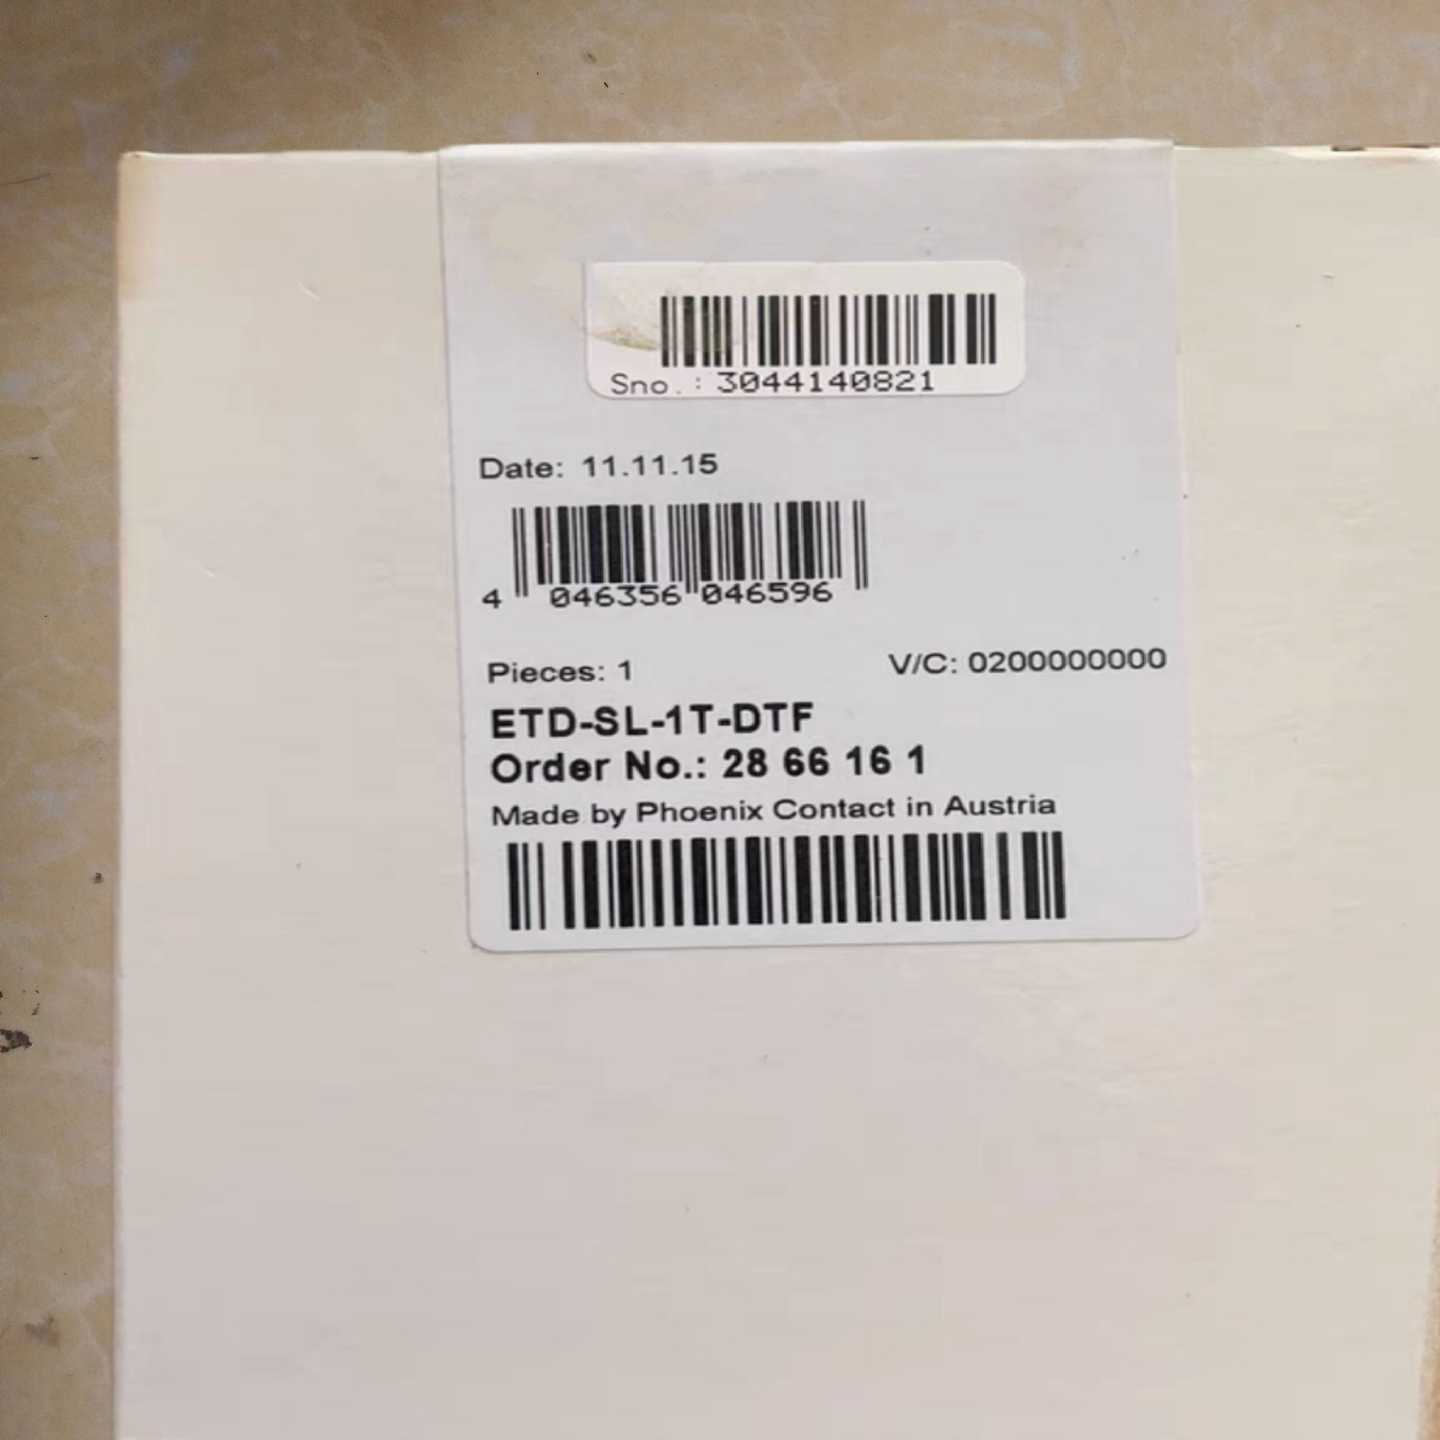 Sno.: 3044140821
Date: 11.11.15
4 046356 046596
Pieces: 1 V/C: 0200000000
ETD-SL-1T-DTF
Order No.: 28 66 16 1
Made by Phoenix Contact in Austria